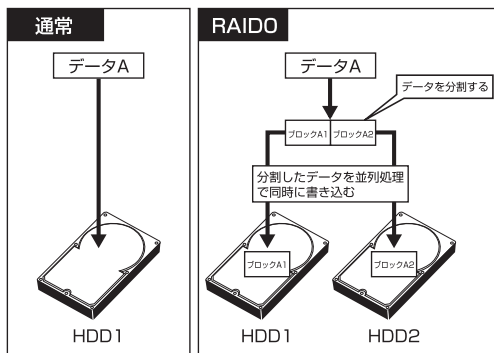 通常
データA
HDD1
RAID0
データA
データを分割する
ブロックA1
ブロックA2
分割したデータを並列処理
で同時に書き込む
ブロックA1
ブロックA2
HDD1
HDD2